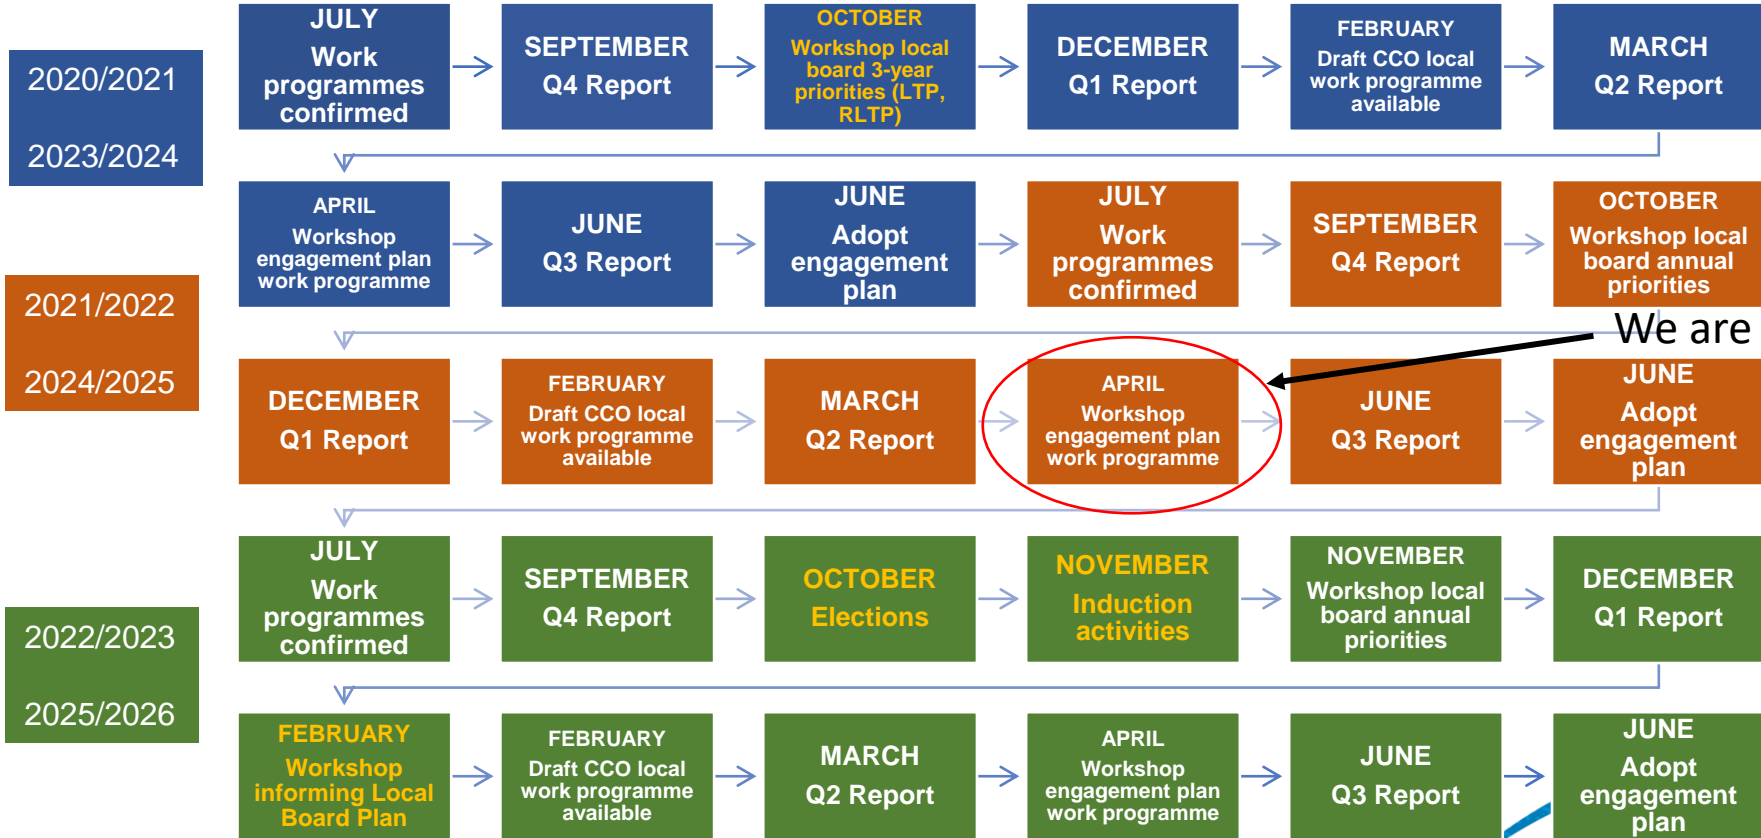 2020/2021
2023/2024
JULY
Work
programmes
confirmed
SEPTEMBER
Q4 Report
OCTOBER
Workshop local
board 3-year
priorities (LTP,
RLTP)
DECEMBER
Q1 Report
FEBRUARY
Draft CCO local
work programme
available
MARCH
Q2 Report
APRIL
Workshop
engagement plan
work programme
JUNE
Q3 Report
JUNE
Adopt
engagement
plan
2021/2022
2024/2025
JULY
Work
programmes
confirmed
SEPTEMBER
Q4 Report
OCTOBER
Workshop local
board annual
priorities
We are
DECEMBER
Q1 Report
FEBRUARY
Draft CCO local
work programme
available
MARCH
Q2 Report
APRIL
Workshop
engagement plan
work programme
JUNE
Q3 Report
JUNE
Adopt
engagement
plan
2022/2023
2025/2026
JULY
Work
programmes
confirmed
SEPTEMBER
Q4 Report
OCTOBER
Elections
NOVEMBER
Induction
activities
NOVEMBER
Workshop local
board annual
priorities
DECEMBER
Q1 Report
FEBRUARY
Workshop
informing Local
Board Plan
FEBRUARY
Draft CCO local
work programme
available
MARCH
Q2 Report
APRIL
Workshop
engagement plan
work programme
JUNE
Q3 Report
JUNE
Adopt
engagement
plan